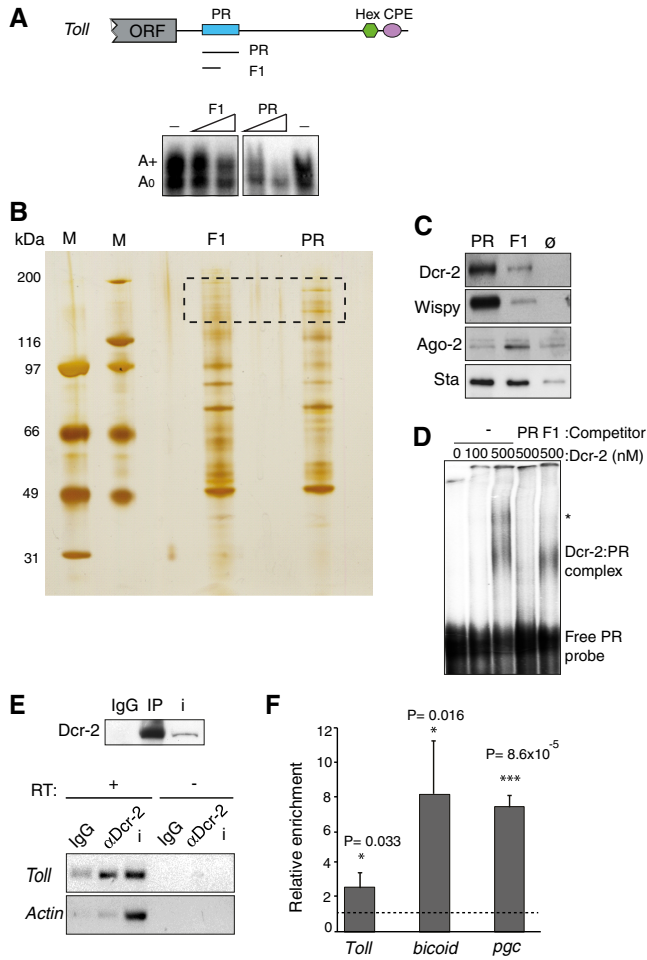 A
PR
Hex CPE
Toll
ORF
PR
F1
F1 PR
– –
A+
A0
B
kDa M M F1 PR
200
116
97
66
49
31
C
PR F1 ø
Dcr-2
Wispy
Ago-2
Sta
D
- PR F1 :Competitor
0 100 500 500 500 :Dcr-2 (nM)
*
Dcr-2:PR
complex
Free PR
probe
E
IgG IP i
Dcr-2
RT: + -
IgG αDcr-2 i IgG αDcr-2 i
Toll
Actin
F
Relative enrichment
12
10
8
6
4
2
0
P= 0.033
*
P= 0.016
*
P= 8.6x10-5
***
Toll bicoid pgc